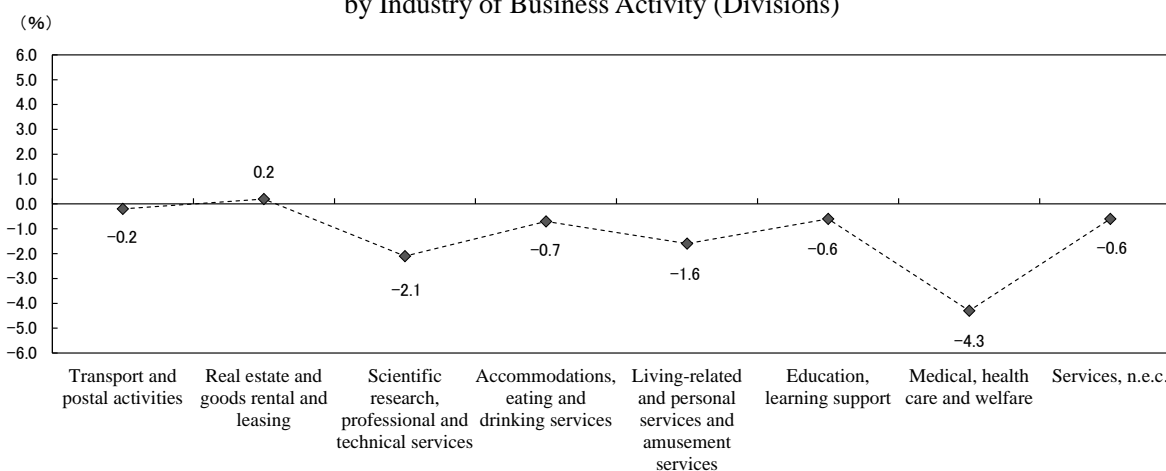 by Industry of Business Activity (Divisions)
（%）
6.0
5.0
4.0
3.0
2.0
1.0
0.0
−1.0
−2.0
−3.0
−4.0
−5.0
−6.0
−0.2
0.2
−2.1
−0.7
−1.6
−0.6
−4.3
−0.6
Transport and
postal activities
Real estate and
goods rental and
leasing
Scientific
research,
professional and
technical services
Accommodations,
eating and
drinking services
Living-related
and personal
services and
amusement
services
Education,
learning support
Medical, health
care and welfare
Services, n.e.c.